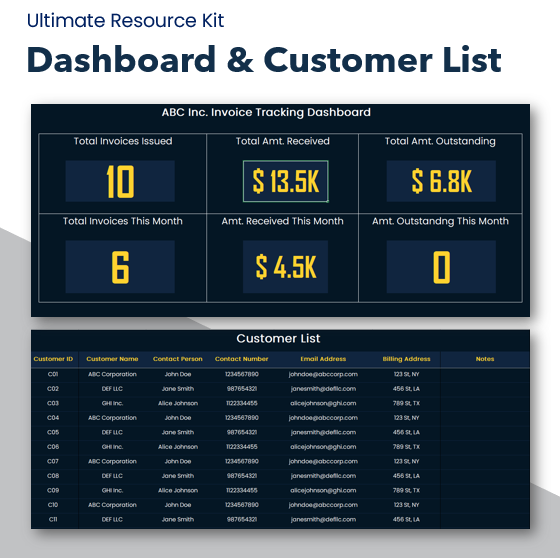 Ultimate Resource Kit
Dashboard & Customer List
ABC Inc. Invoice Tracking Dashboard
Total Invoices Issued Total Amt. Received Total Amt. Outstanding
10 $ 13.5K $ 6.8K
Total Invoices This Month Amt. Received This Month Amt. Outstandng This Month
6 $ 4.5K 0
Customer List
Customer ID Customer Name Contact Person Contact Number Email Address Billing Address Notes
C01 ABC Corporation John Doe 1234567890 johndoe@abccorp.com 123 St, NY
C02 DEF LLC Jane Smith 987654321 janesmith@defllc.com 456 St, LA
C03 GHI Inc. Alice Johnson 1122334455 alicejohnson@ghi.com 789 St, TX
C04 ABC Corporation John Doe 1234567890 johndoe@abccorp.com 123 St, NY
C05 DEF LLC Jane Smith 987654321 janesmith@defllc.com 456 St, LA
C06 GHI Inc. Alice Johnson 1122334455 alicejohnson@ghi.com 789 St, TX
C07 ABC Corporation John Doe 1234567890 johndoe@abccorp.com 123 St, NY
C08 DEF LLC Jane Smith 987654321 janesmith@defllc.com 456 St, LA
C09 GHI Inc. Alice Johnson 1122334455 alicejohnson@ghi.com 789 St, TX
C10 ABC Corporation John Doe 1234567890 johndoe@abccorp.com 123 St, NY
C11 DEF LLC Jane Smith 987654321 janesmith@defllc.com 456 St, LA